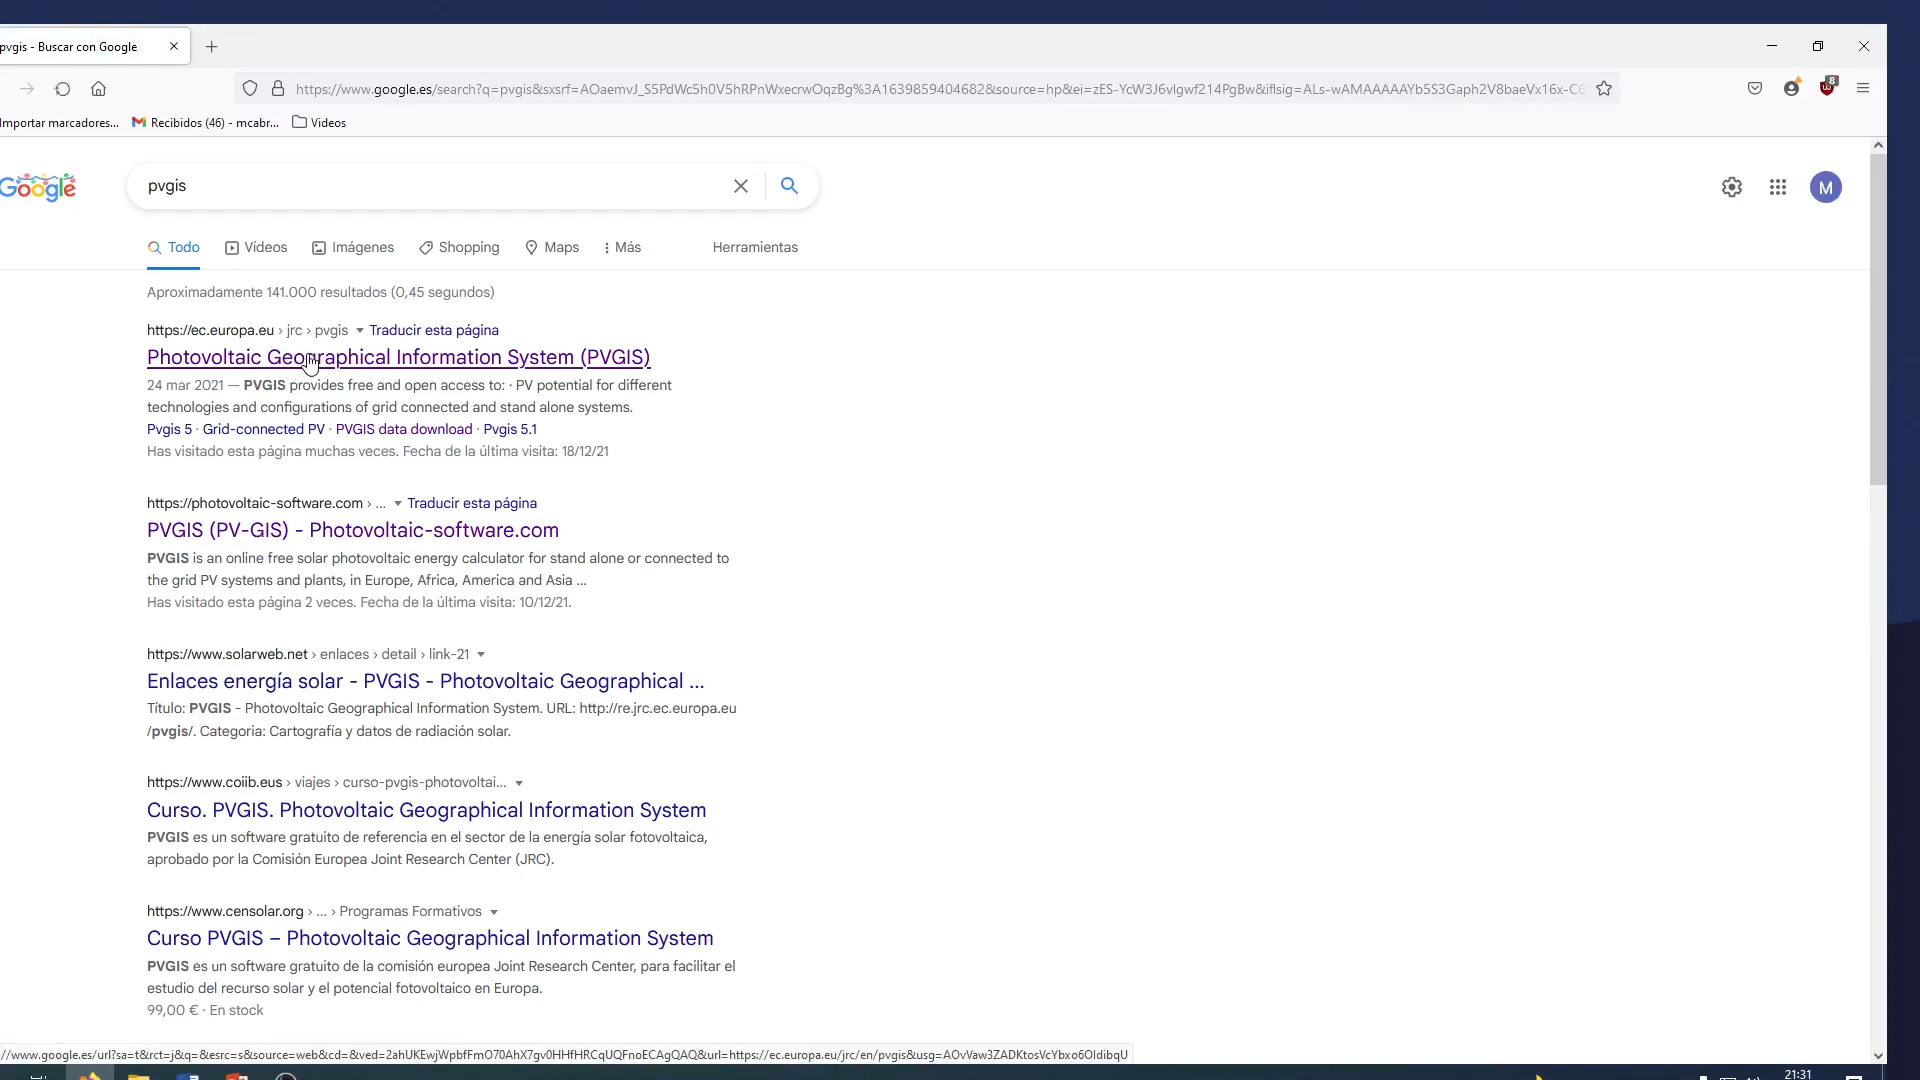 pvgis - Buscar con Google
https://www.google.es/search?q=pvgis&sxsrf=AOaemvJ_S5PdWc5h0V5hRPnWxecrwOqzBg%3A1639859404682&source=hp&ei=zES-YcW3J6vlgwf214PgBw&iflsig=ALs-wAMAAAAAYb5S3Gaph2V8baeVx16x-C6
8
Importar marcadores...
Recibidos (46) - mcabr...
Videos
Google
pvgis
M
Todo
Vídeos
Imágenes
Shopping
Maps
Más
Herramientas
Aproximadamente 141.000 resultados (0,45 segundos)
https://ec.europa.eu › jrc › pvgis Traducir esta página
Photovoltaic Geographical Information System (PVGIS)
24 mar 2021 — PVGIS provides free and open access to: · PV potential for different
technologies and configurations of grid connected and stand alone systems.
Pvgis 5 · Grid-connected PV · PVGIS data download · Pvgis 5.1
Has visitado esta página muchas veces. Fecha de la última visita: 18/12/21
https://photovoltaic-software.com › ... Traducir esta página
PVGIS (PV-GIS) - Photovoltaic-software.com
PVGIS is an online free solar photovoltaic energy calculator for stand alone or connected to
the grid PV systems and plants, in Europe, Africa, America and Asia ...
Has visitado esta página 2 veces. Fecha de la última visita: 10/12/21.
https://www.solarweb.net › enlaces › detail › link-21
Enlaces energía solar - PVGIS - Photovoltaic Geographical ...
Título: PVGIS - Photovoltaic Geographical Information System. URL: http://re.jrc.ec.europa.eu
/pvgis/. Categoria: Cartografía y datos de radiación solar.
https://www.coiib.eus › viajes › curso-pvgis-photovoltai...
Curso. PVGIS. Photovoltaic Geographical Information System
PVGIS es un software gratuito de referencia en el sector de la energía solar fotovoltaica,
aprobado por la Comisión Europea Joint Research Center (JRC).
https://www.censolar.org › ... › Programas Formativos
Curso PVGIS – Photovoltaic Geographical Information System
PVGIS es un software gratuito de la comisión europea Joint Research Center, para facilitar el
estudio del recurso solar y el potencial fotovoltaico en Europa.
99,00 € · En stock
//www.google.es/url?sa=t&rct=j&q=&esrc=s&source=web&cd=&ved=2ahUKEwjWpbfFmO70AhX7gv0HHfHRCqUQFnoECAgQAQ&url=https://ec.europa.eu/jrc/en/pvgis&usg=AOvVaw3ZADKtosVcYbxo6OIdibqU
21:31